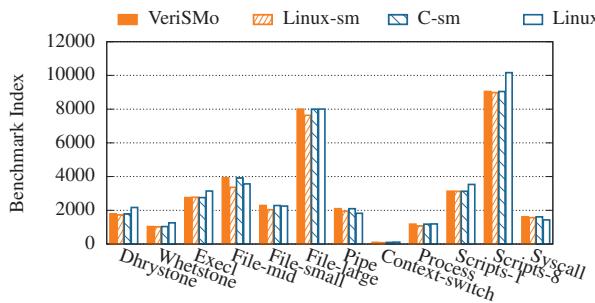 VeriSMo Linux-sm C-sm Linux
12000
10000
8000
6000
4000
2000
0
Benchmark Index
Dhrystone
Whetstone
Execl
File-mid
File-small
File-large
Pipe
Context-switch
Process
Scripts-1
Scripts-8
Syscall